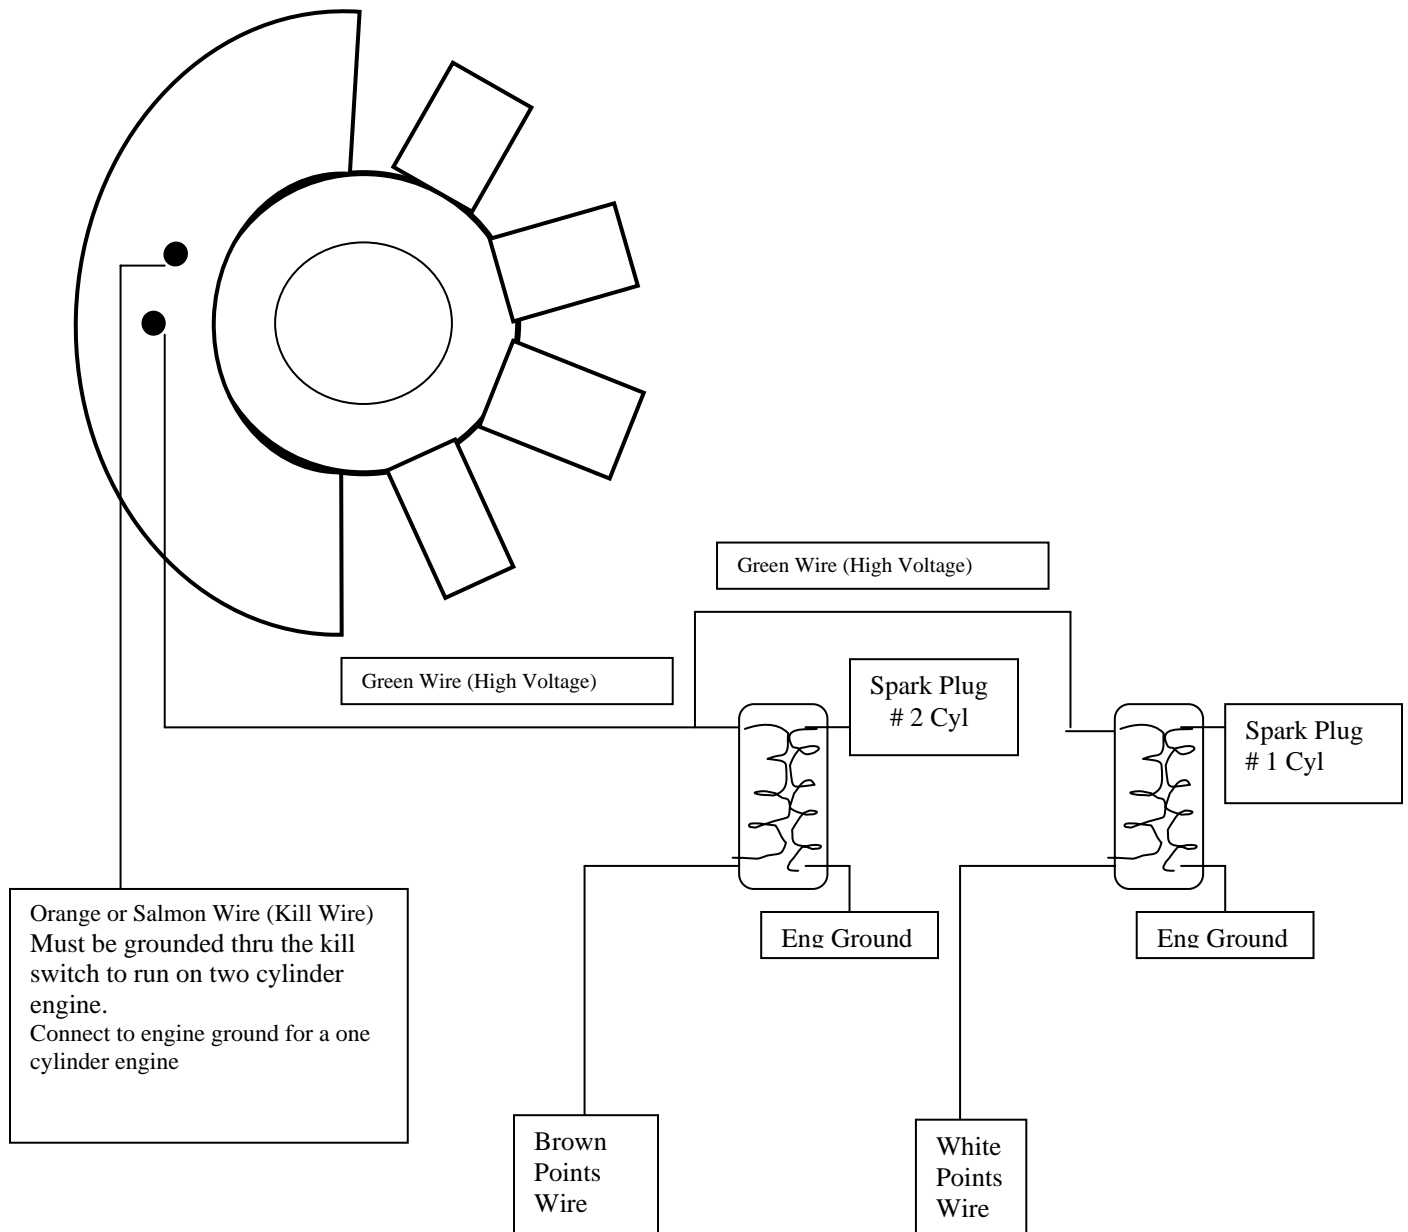 Green Wire (High Voltage)
Green Wire (High Voltage)
Spark Plug
# 2 Cyl
Spark Plug
# 1 Cyl
Orange or Salmon Wire (Kill Wire)
Must be grounded thru the kill
switch to run on two cylinder
engine.
Connect to engine ground for a one
cylinder engine
Eng Ground
Eng Ground
Brown
Points
Wire
White
Points
Wire